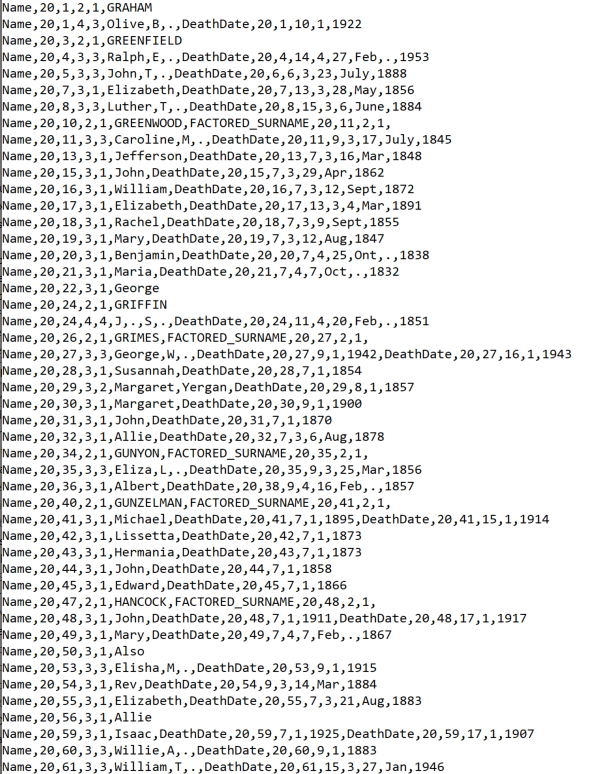 Name,20,1,2,1,GRAHAM
Name,20,1,4,3,Olive,B,.,DeathDate,20,1,10,1,1922
Name,20,3,2,1,GREENFIELD
Name,20,4,3,3,Ralph,E,.,DeathDate,20,4,14,4,27,Feb,.,1953
Name,20,5,3,3,John,T,.,DeathDate,20,6,6,3,23,July,1888
Name,20,7,3,1,Elizabeth,DeathDate,20,7,13,3,28,May,1856
Name,20,8,3,3,Luther,T,.,DeathDate,20,8,15,3,6,June,1884
Name,20,10,2,1,GREENWOOD,FACTORED_SURNAME,20,11,2,1,
Name,20,11,3,3,Caroline,M,.,DeathDate,20,11,9,3,17,July,1845
Name,20,13,3,1,Jefferson,DeathDate,20,13,7,3,16,Mar,1848
Name,20,15,3,1,John,DeathDate,20,15,7,3,29,Apr,1862
Name,20,16,3,1,William,DeathDate,20,16,7,3,12,Sept,1872
Name,20,17,3,1,Elizabeth,DeathDate,20,17,13,3,4,Mar,1891
Name,20,18,3,1,Rachel,DeathDate,20,18,7,3,9,Sept,1855
Name,20,19,3,1,Mary,DeathDate,20,19,7,3,12,Aug,1847
Name,20,20,3,1,Benjamin,DeathDate,20,20,7,4,25,Ont,.,1838
Name,20,21,3,1,Maria,DeathDate,20,21,7,4,7,Oct,.,1832
Name,20,22,3,1,George
Name,20,24,2,1,GRIFFIN
Name,20,24,4,4,J,.,S,.,DeathDate,20,24,11,4,20,Feb,.,1851
Name,20,26,2,1,GRIMES,FACTORED_SURNAME,20,27,2,1,
Name,20,27,3,3,George,W,.,DeathDate,20,27,9,1,1942,DeathDate,20,27,16,1,1943
Name,20,28,3,1,Susannah,DeathDate,20,28,7,1,1854
Name,20,29,3,2,Margaret,Yergan,DeathDate,20,29,8,1,1857
Name,20,30,3,1,Margaret,DeathDate,20,30,9,1,1900
Name,20,31,3,1,John,DeathDate,20,31,7,1,1870
Name,20,32,3,1,Allie,DeathDate,20,32,7,3,6,Aug,1878
Name,20,34,2,1,GUNYON,FACTORED_SURNAME,20,35,2,1,
Name,20,35,3,3,Eliza,L,.,DeathDate,20,35,9,3,25,Mar,1856
Name,20,36,3,1,Albert,DeathDate,20,38,9,4,16,Feb,.,1857
Name,20,40,2,1,GUNZELMAN,FACTORED_SURNAME,20,41,2,1,
Name,20,41,3,1,Michael,DeathDate,20,41,7,1,1895,DeathDate,20,41,15,1,1914
Name,20,42,3,1,Lissetta,DeathDate,20,42,7,1,1873
Name,20,43,3,1,Hermania,DeathDate,20,43,7,1,1873
Name,20,44,3,1,John,DeathDate,20,44,7,1,1858
Name,20,45,3,1,Edward,DeathDate,20,45,7,1,1866
Name,20,47,2,1,HANCOCK,FACTORED_SURNAME,20,48,2,1,
Name,20,48,3,1,John,DeathDate,20,48,7,1,1911,DeathDate,20,48,17,1,1917
Name,20,49,3,1,Mary,DeathDate,20,49,7,4,7,Feb,.,1867
Name,20,50,3,1,Also
Name,20,53,3,3,Elisha,M,.,DeathDate,20,53,9,1,1915
Name,20,54,3,1,Rev,DeathDate,20,54,9,3,14,Mar,1884
Name,20,55,3,1,Elizabeth,DeathDate,20,55,7,3,21,Aug,1883
Name,20,56,3,1,Allie
Name,20,59,3,1,Isaac,DeathDate,20,59,7,1,1925,DeathDate,20,59,17,1,1907
Name,20,60,3,3,Willie,A,.,DeathDate,20,60,9,1,1883
Name,20,61,3,3,William,T,.,DeathDate,20,61,15,3,27,Jan,1946